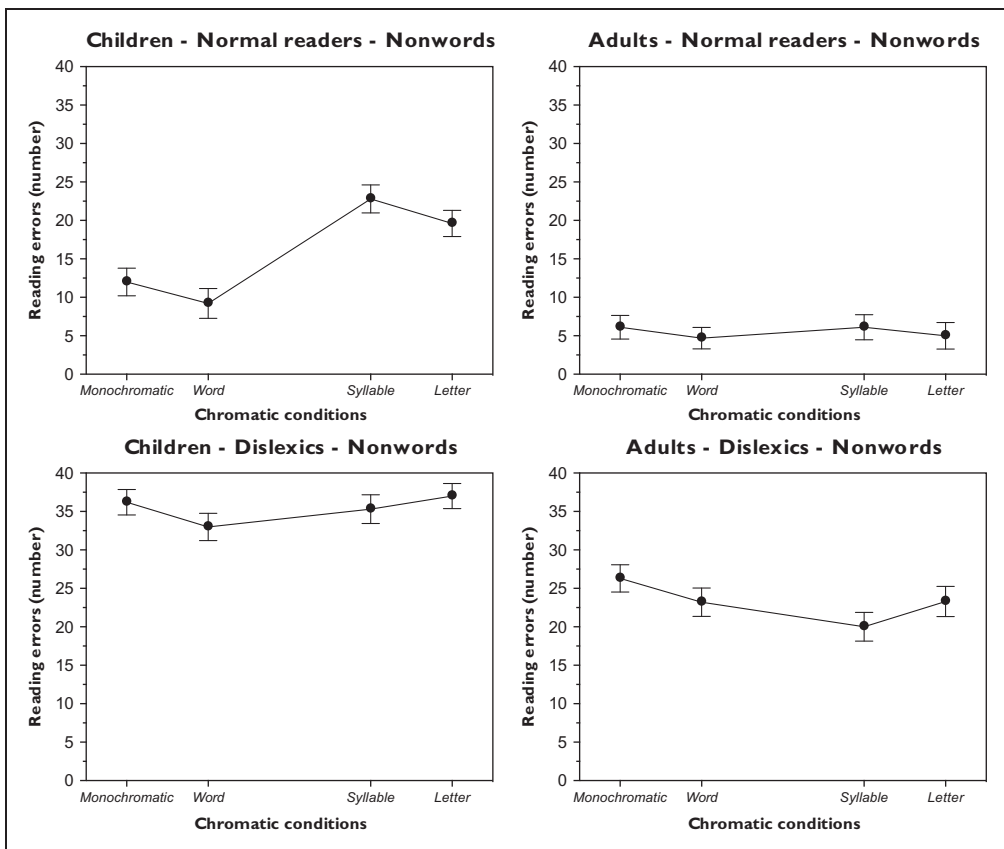 Children - Normal readers - Nonwords
Reading errors (number)
40
35
30
25
20
15
10
5
0
Monochromatic Word Syllable Letter
Chromatic conditions
Adults - Normal readers - Nonwords
Reading errors (number)
40
35
30
25
20
15
10
5
0
Monochromatic Word Syllable Letter
Chromatic conditions
Children - Dislexics - Nonwords
Reading errors (number)
40
35
30
25
20
15
10
5
0
Monochromatic Word Syllable Letter
Chromatic conditions
Adults - Dislexics - Nonwords
Reading errors (number)
40
35
30
25
20
15
10
5
0
Monochromatic Word Syllable Letter
Chromatic conditions